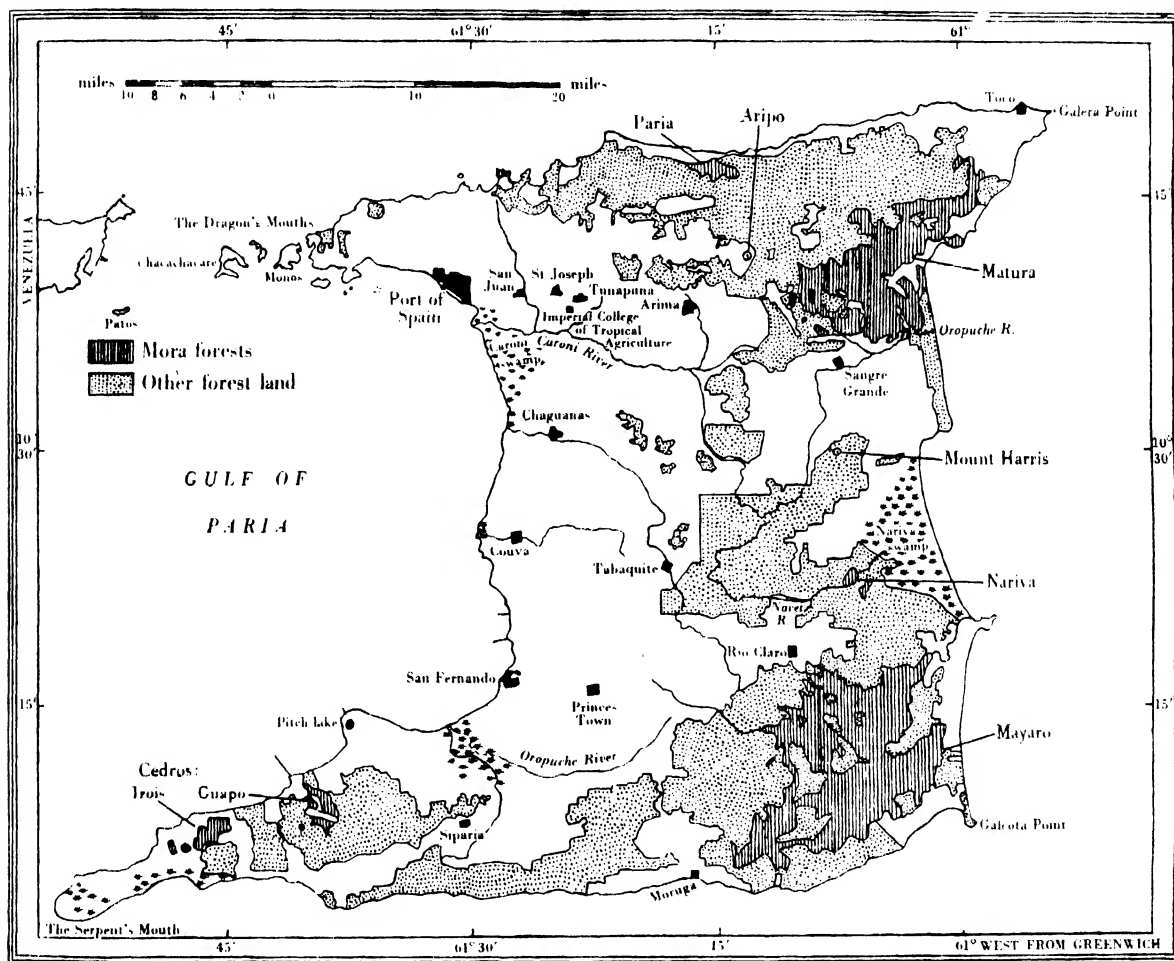 45′ 61° 30′ 15′ 61°
miles miles
10 8 6 4 2 0 10 20
Toco
Galera Point
Aripo
Paria
45′
45′
VENEZUELA
The Dragon's Mouths
Chacachacare
Monos
Patos
Port of
Spain
San
Juan
St Joseph
Tunapuna
Imperial College
of Tropical
Agriculture
Arima
Matura
Oropuche R.
Mora forests
Other forest land
Caroni
swamp
Caroni River
Sangre
Grande
Chaguanas
10°
30′
10°
30′
Mount Harris
GULF OF
PARIA
Couva
Tabaquite
Nariva
swamp
Nariva
Navet
R
Rio Claro
San Fernando
Princes
Town
15′
15′
Pitch lake
Oropuche River
Mayaro
Cedros:
Irois
Guapo
Siparia
Galeota Point
Moruga
The Serpent's Mouth
45′ 61° 30′ 15′ 61° WEST FROM GREENWICH